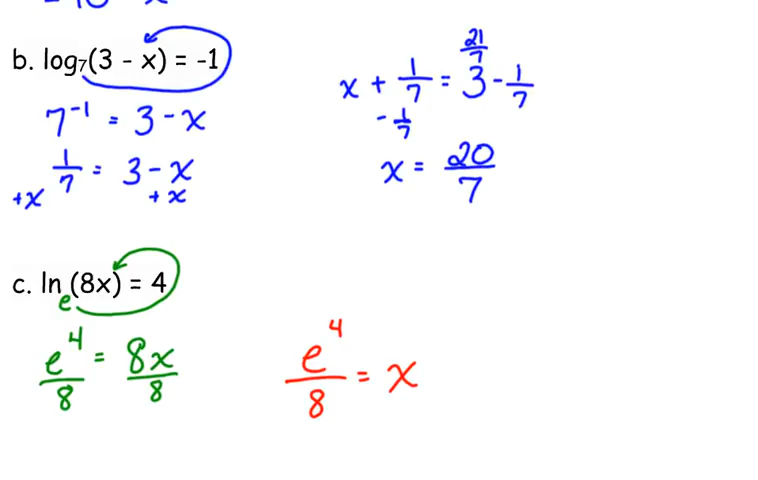 b. log₇(3 - x) = -1
7⁻¹ = 3 - x
1/7 = 3 - x
+x +x
21/7
x + 1/7 = 3 - 1/7
- 1/7
x = 20/7
c. ln (8x) = 4
e
e⁴/8 = 8x/8
e⁴/8 = x